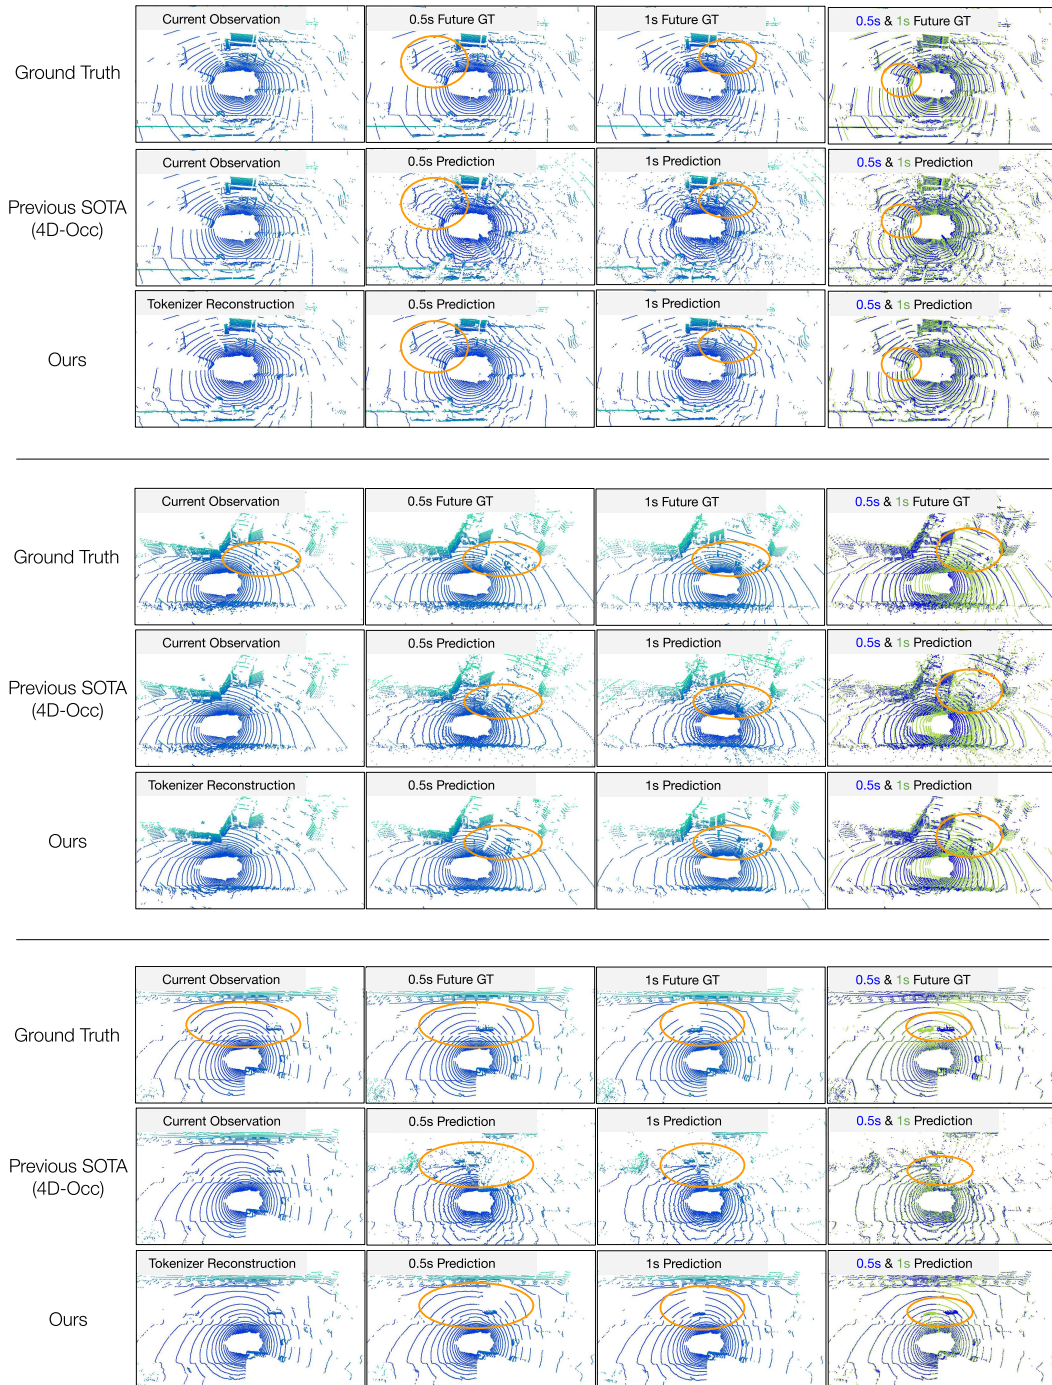 Current Observation
0.5s Future GT
1s Future GT
0.5s & 1s Future GT
Ground Truth
Current Observation
0.5s Prediction
1s Prediction
0.5s & 1s Prediction
Previous SOTA
(4D-Occ)
Tokenizer Reconstruction
0.5s Prediction
1s Prediction
0.5s & 1s Prediction
Ours
Current Observation
0.5s Future GT
1s Future GT
0.5s & 1s Future GT
Ground Truth
Current Observation
0.5s Prediction
1s Prediction
0.5s & 1s Prediction
Previous SOTA
(4D-Occ)
Tokenizer Reconstruction
0.5s Prediction
1s Prediction
0.5s & 1s Prediction
Ours
Current Observation
0.5s Future GT
1s Future GT
0.5s & 1s Future GT
Ground Truth
Current Observation
0.5s Prediction
1s Prediction
0.5s & 1s Prediction
Previous SOTA
(4D-Occ)
Tokenizer Reconstruction
0.5s Prediction
1s Prediction
0.5s & 1s Prediction
Ours